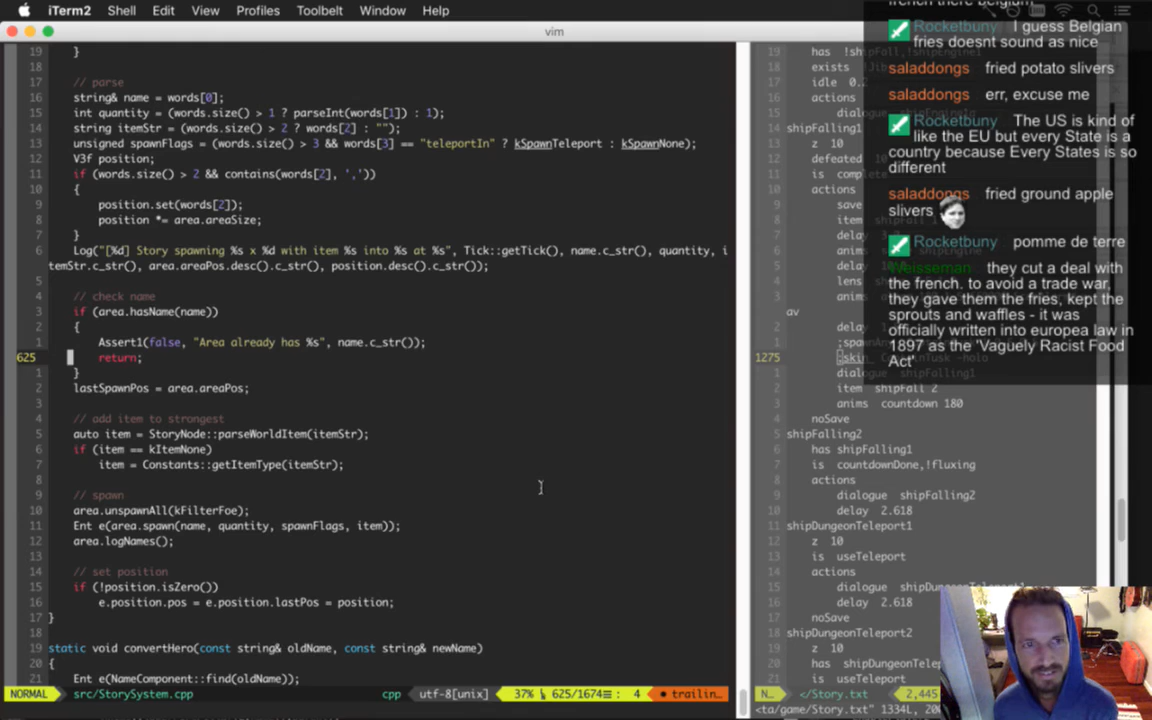 iTerm2 Shell Edit View Profiles Toolbelt Window Help
vim
19 }
18
17 // parse
16 string& name = words[0];
15 int quantity = (words.size() > 1 ? parseInt(words[1]) : 1);
14 string itemStr = (words.size() > 2 ? words[2] : "");
13 unsigned spawnFlags = (words.size() > 3 && words[3] == "teleportIn" ? kSpawnTeleport : kSpawnNone);
12 V3f position;
11 if (words.size() > 2 && contains(words[2], ','))
10 {
9 position.set(words[2]);
8 position *= area.areaSize;
7 }
6 Log("[%d] Story spawning %s x %d with item %s into %s at %s", Tick::getTick(), name.c_str(), quantity, i
temStr.c_str(), area.areaPos.desc().c_str(), position.desc().c_str());
5
4 // check name
3 if (area.hasName(name))
2 {
1 Assert1(false, "Area already has %s", name.c_str());
625 return;
1 }
2 lastSpawnPos = area.areaPos;
3
4 // add item to strongest
5 auto item = StoryNode::parseWorldItem(itemStr);
6 if (item == kItemNone)
7 item = Constants::getItemType(itemStr);
8
9 // spawn
10 area.unspawnAll(kFilterFoe);
11 Ent e(area.spawn(name, quantity, spawnFlags, item));
12 area.logNames();
13
14 // set position
15 if (!position.isZero())
16 e.position.pos = e.position.lastPos = position;
17 }
18
19 static void convertHero(const string& oldName, const string& newName)
20 {
21 Ent e(NameComponent::find(oldName));
NORMAL src/StorySystem.cpp cpp utf-8[unix] 37% 625/1674 : 4 trailin…
19 has !shipFall,!shipEngine1
18 exists
17 idle 0.2
16 actions
15 dialogue
14 shipFalling1
13 z 10
12 defeated
11 is complete
10 actions
9 save
8 item
7 delay
6 anims
5 delay
4 lens
3 anims
av
2 delay
1
1275
1 dialogue shipFalling1
2 item shipFall 2
3 anims countdown 180
4 noSave
5 shipFalling2
6 has shipFalling1
7 is countdownDone,!fluxing
8 actions
9 dialogue shipFalling2
10 delay 2.618
11 shipDungeonTeleport1
12 z 10
13 is useTeleport
14 actions
15 dialogue shipDungeonTeleport1
16 delay 2.618
17 noSave
18 shipDungeonTeleport2
19 z 10
20 has
21 is useTeleport
N… </Story.txt 2,445
<ta/game/Story.txt" 1334L,
french there belgium
Rocketbuny I guess Belgian
fries doesnt sound as nice
saladdongs fried potato slivers
saladdongs err, excuse me
Rocketbuny The US is kind of
like the EU but every State is a
country because Every States is so
different
saladdongs fried ground apple
slivers
Rocketbuny pomme de terre
Weisseman they cut a deal with
the french. to avoid a trade war,
they gave them the fries, kept the
sprouts and waffles - it was
officially written into europea law in
1897 as the 'Vaguely Racist Food
Act'